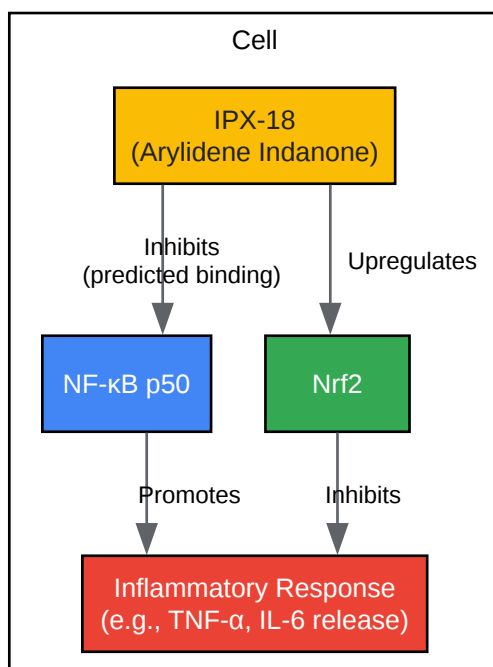 Cell
IPX-18
(Arylidene Indanone)
Inhibits
(predicted binding)
Upregulates
NF-κB p50
Nrf2
Promotes
Inhibits
Inflammatory Response
(e.g., TNF-α, IL-6 release)